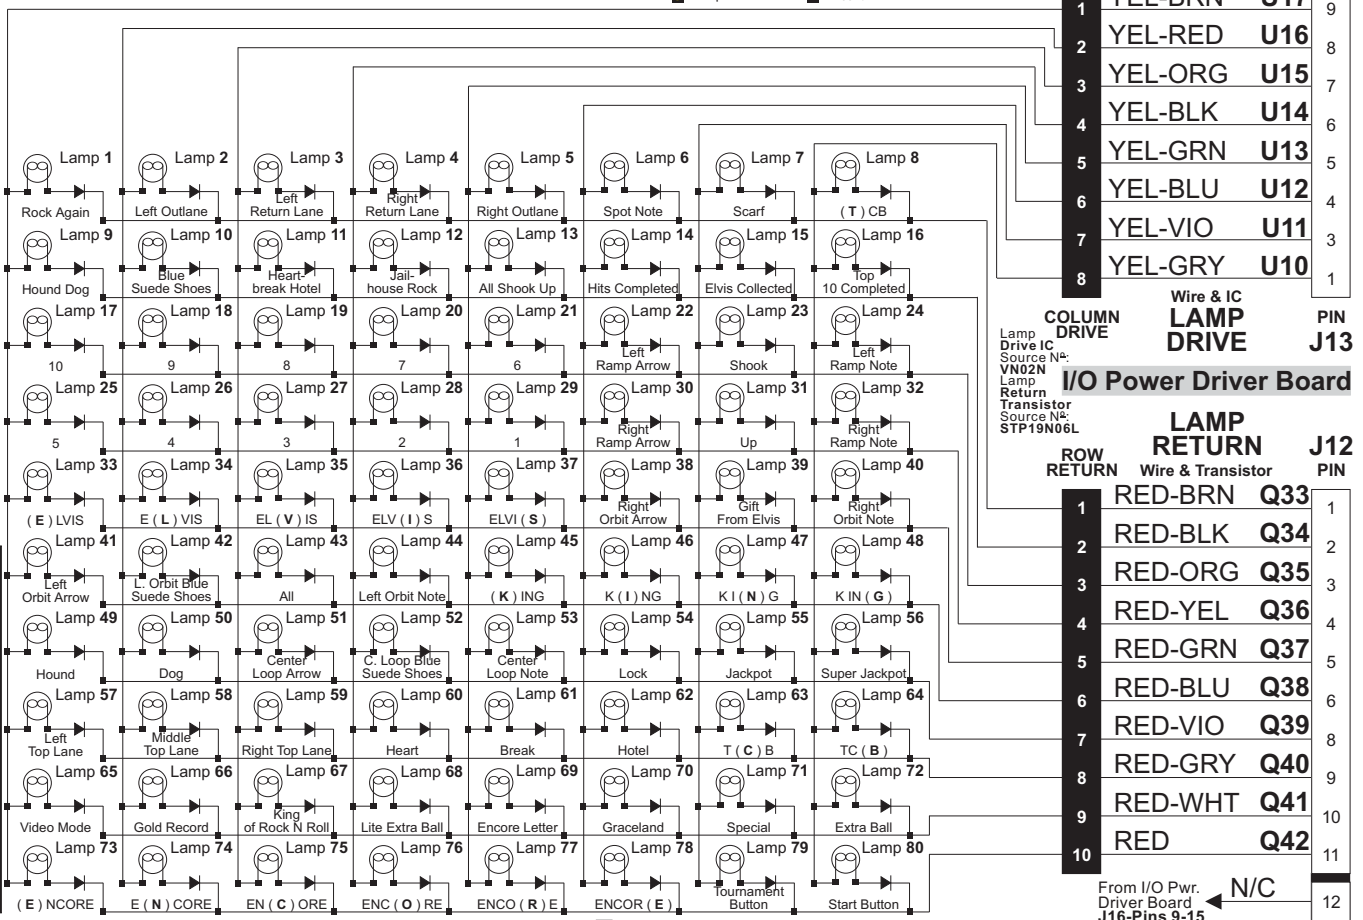 1 YEL-BRN U17 9
2 YEL-RED U16 8
3 YEL-ORG U15 7
4 YEL-BLK U14 6
5 YEL-GRN U13 5
6 YEL-BLU U12 4
7 YEL-VIO U11 3
8 YEL-GRY U10 1
Lamp 1 Lamp 2 Lamp 3 Lamp 4 Lamp 5 Lamp 6 Lamp 7 Lamp 8
Left Right
Rock Again Left Outlane Return Lane Return Lane Right Outlane Spot Note Scarf ( T ) CB
Lamp 9 Lamp 10 Lamp 11 Lamp 12 Lamp 13 Lamp 14 Lamp 15 Lamp 16
Blue Heart- Jail- Top
Hound Dog Suede Shoes break Hotel house Rock All Shook Up Hits Completed Elvis Collected 10 Completed
Lamp 17 Lamp 18 Lamp 19 Lamp 20 Lamp 21 Lamp 22 Lamp 23 Lamp 24
Left Left
10 9 8 7 6 Ramp Arrow Shook Ramp Note
Lamp 25 Lamp 26 Lamp 27 Lamp 28 Lamp 29 Lamp 30 Lamp 31 Lamp 32
Right Right
5 4 3 2 1 Ramp Arrow Up Ramp Note
Lamp 33 Lamp 34 Lamp 35 Lamp 36 Lamp 37 Lamp 38 Lamp 39 Lamp 40
Right Gift Right
( E ) LVIS E ( L ) VIS EL ( V ) IS ELV ( I ) S ELVI ( S ) Orbit Arrow From Elvis Orbit Note
Lamp 41 Lamp 42 Lamp 43 Lamp 44 Lamp 45 Lamp 46 Lamp 47 Lamp 48
Left L. Orbit Blue
Orbit Arrow Suede Shoes All Left Orbit Note ( K ) ING K ( I ) NG K I ( N ) G K IN ( G )
Lamp 49 Lamp 50 Lamp 51 Lamp 52 Lamp 53 Lamp 54 Lamp 55 Lamp 56
Center C. Loop Blue Center
Hound Dog Loop Arrow Suede Shoes Loop Note Lock Jackpot Super Jackpot
Lamp 57 Lamp 58 Lamp 59 Lamp 60 Lamp 61 Lamp 62 Lamp 63 Lamp 64
Left Middle
Top Lane Top Lane Right Top Lane Heart Break Hotel T ( C ) B TC ( B )
Lamp 65 Lamp 66 Lamp 67 Lamp 68 Lamp 69 Lamp 70 Lamp 71 Lamp 72
King
Video Mode Gold Record of Rock N Roll Lite Extra Ball Encore Letter Graceland Special Extra Ball
Lamp 73 Lamp 74 Lamp 75 Lamp 76 Lamp 77 Lamp 78 Lamp 79 Lamp 80
Tournament
( E ) NCORE E ( N ) CORE EN ( C ) ORE ENC ( O ) RE ENCO ( R ) E ENCOR ( E ) Button Start Button
COLUMN DRIVE
Wire & IC
LAMP
DRIVE
PIN
J13
Lamp
Drive IC
Source Nº:
VN02N
Lamp
Return
Transistor
Source Nº:
STP19N06L
I/O Power Driver Board
LAMP
RETURN
Wire & Transistor
J12
PIN
ROW
RETURN
1 RED-BRN Q33 1
2 RED-BLK Q34 2
3 RED-ORG Q35 3
4 RED-YEL Q36 4
5 RED-GRN Q37 5
6 RED-BLU Q38 6
7 RED-VIO Q39 8
8 RED-GRY Q40 9
9 RED-WHT Q41 10
10 RED Q42 11
From I/O Pwr.
Driver Board
J16-Pins 9-15
N/C 12